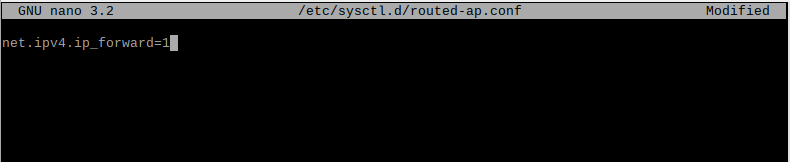 GNU nano 3.2 /etc/sysctl.d/routed-ap.conf Modified
net.ipv4.ip_forward=1